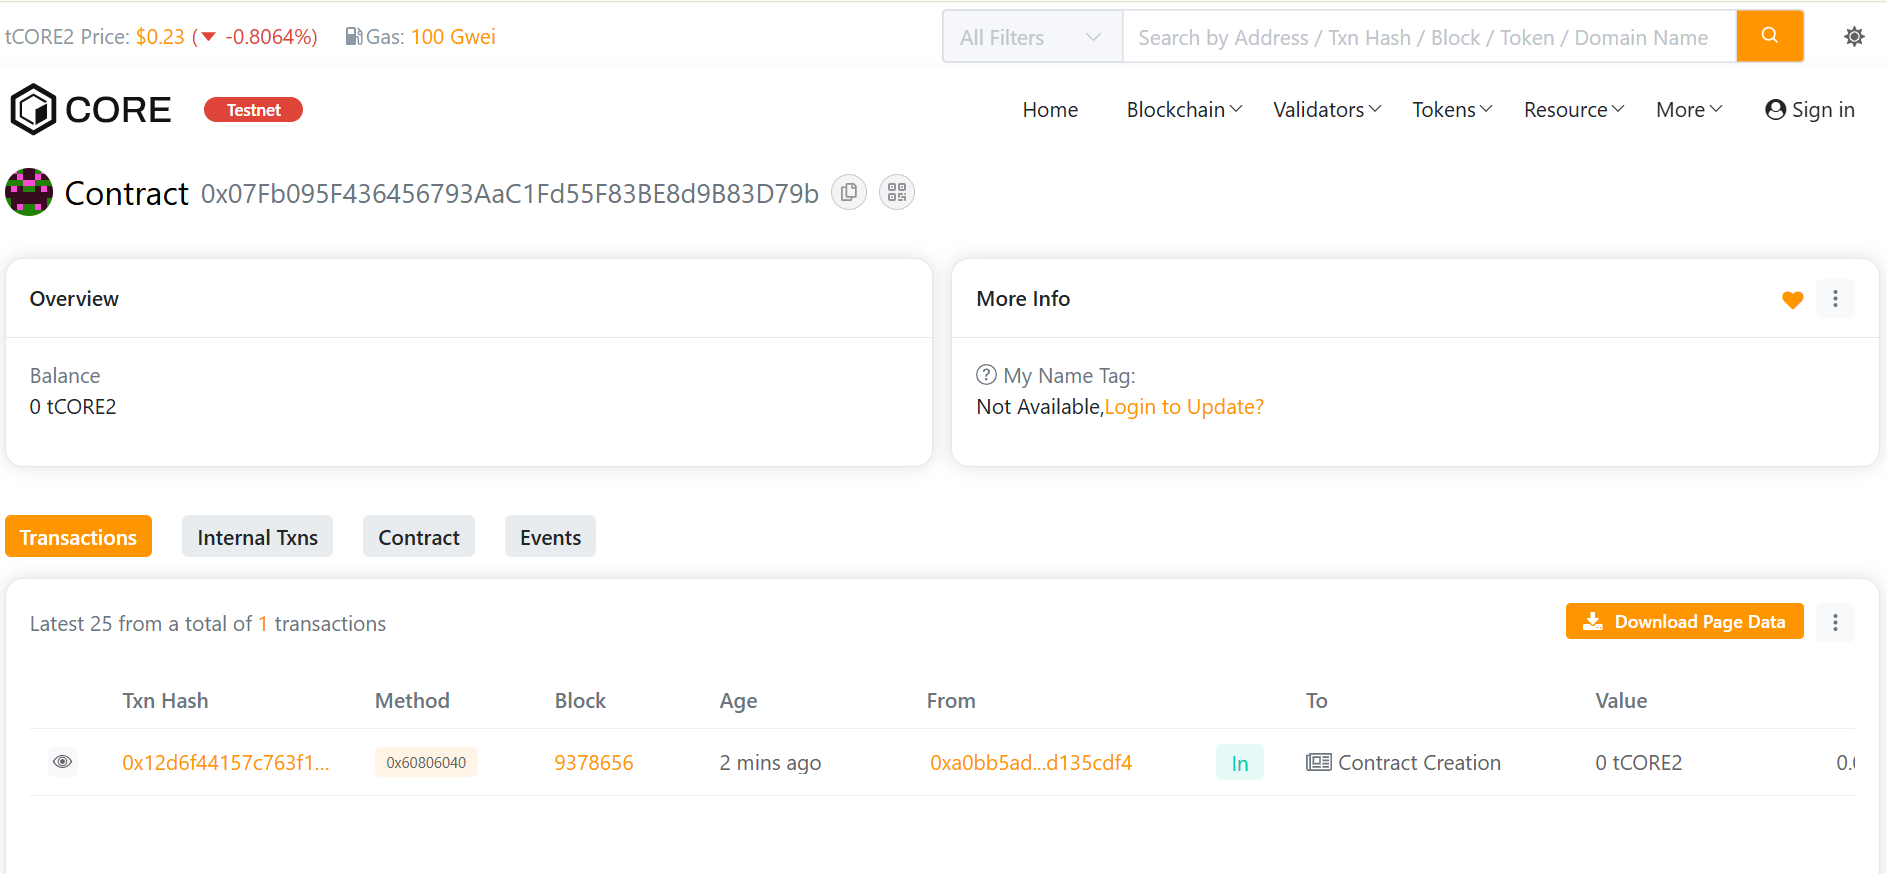 tCORE2 Price: $0.23 (▼ -0.8064%) Gas: 100 Gwei
All Filters Search by Address / Txn Hash / Block / Token / Domain Name
CORE Testnet Home Blockchain Validators Tokens Resource More Sign in
Contract 0x07Fb095F436456793AaC1Fd55F83BE8d9B83D79b
Overview
Balance
0 tCORE2
More Info
? My Name Tag:
Not Available,Login to Update?
Transactions Internal Txns Contract Events
Latest 25 from a total of 1 transactions
Download Page Data
Txn Hash Method Block Age From To Value
0x12d6f44157c763f1... 0x60806040 9378656 2 mins ago 0xa0bb5ad...d135cdf4 In Contract Creation 0 tCORE2